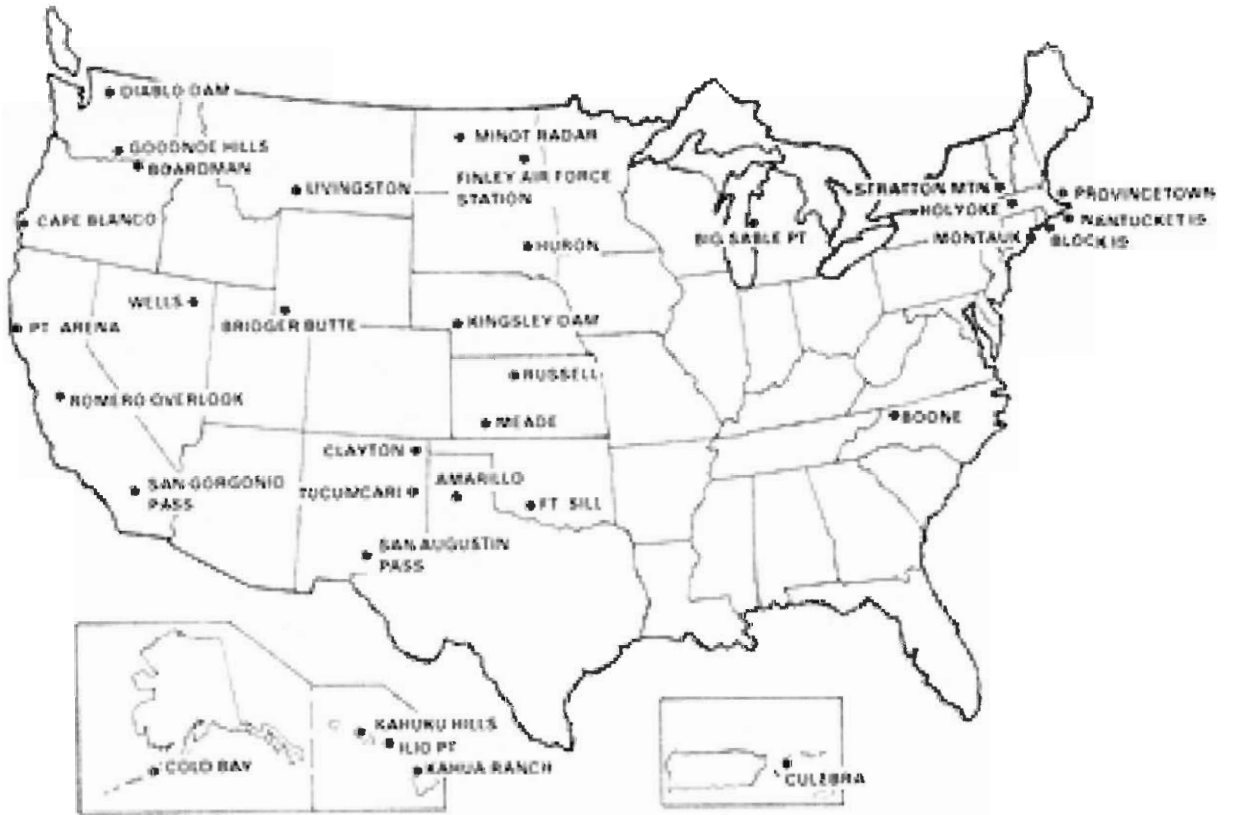 DIABLO DAM
GOODNOE HILLS
BOARDMAN
MINOT RADAR
FINLEY AIR FORCE
STATION
LIVINGSTON
CAPE BLANCO
HURON
BIG SABLE PT
STRATTON MTN
HOLYOKE
MONTAUK
PROVINCETOWN
NANTUCKET IS
BLOCK IS
WELLS
PT ARENA
BRIDGER BUTTE
KINGSLEY DAM
RUSSELL
ROMERO OVERLOOK
MEADE
BOONE
CLAYTON
SAN GORGONIO
PASS
TUCUMCARI
AMARILLO
FT SILL
SAN AUGUSTIN
PASS
KAHUKU HILLS
ILIO PT
COLD BAY
KAHUA RANCH
CULEBRA